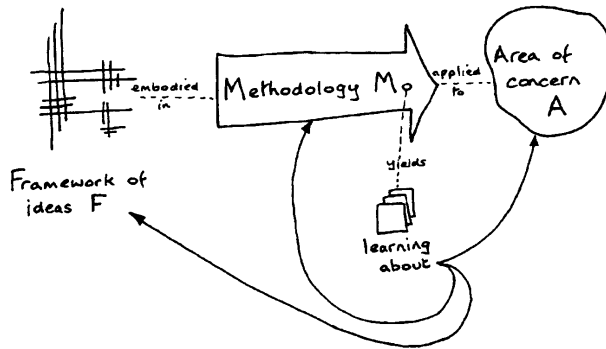 Framework of
ideas F
embodied
in
Methodology M
applied
to
Area of
concern
A
yields
learning
about